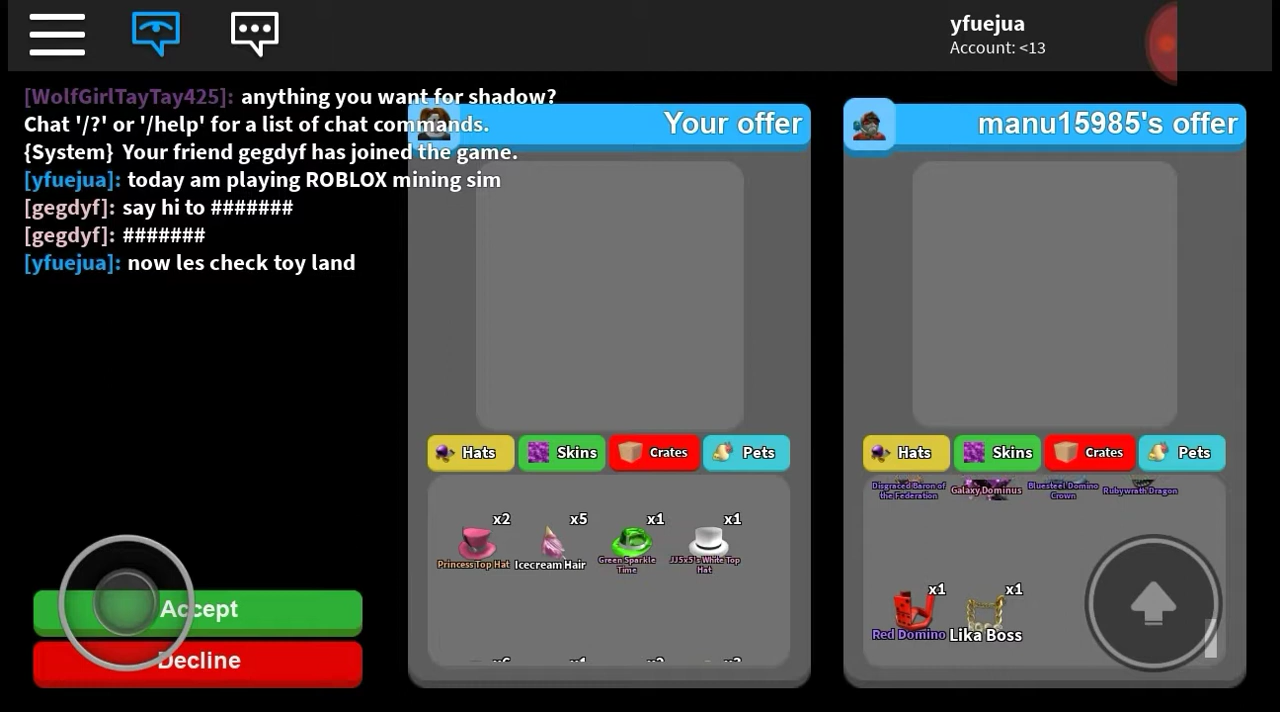 yfuejua
Account: <13
[WolfGirlTayTay425]: anything you want for shadow?
Chat '/?' or '/help' for a list of chat commands.
{System} Your friend gegdyf has joined the game.
[yfuejua]: today am playing ROBLOX mining sim
[gegdyf]: say hi to #######
[gegdyf]: #######
[yfuejua]: now les check toy land
Your offer
manu15985's offer
Hats Skins Crates Pets
Hats Skins Crates Pets
Disgraced Baron of the Federation
Galaxy Dominus
Bluesteel Domino Crown
Rubywrath Dragon
x2 x5 x1 x1
Princess Top Hat
Icecream Hair
Green Sparkle Time
JJ5x5's White Top Hat
x1 x1
Red Domino
Lika Boss
Accept
Decline